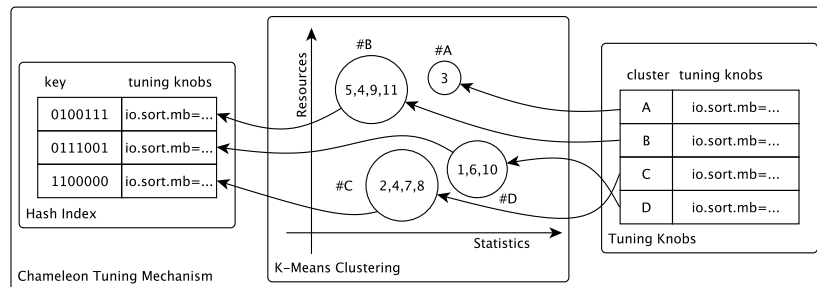 key tuning knobs
0100111 io.sort.mb=...
0111001 io.sort.mb=...
1100000 io.sort.mb=...
Hash Index
Resources
#B
#A
5,4,9,11
3
#C
2,4,7,8
1,6,10
#D
Statistics
K-Means Clustering
cluster tuning knobs
A io.sort.mb=...
B io.sort.mb=...
C io.sort.mb=...
D io.sort.mb=...
Tuning Knobs
Chameleon Tuning Mechanism